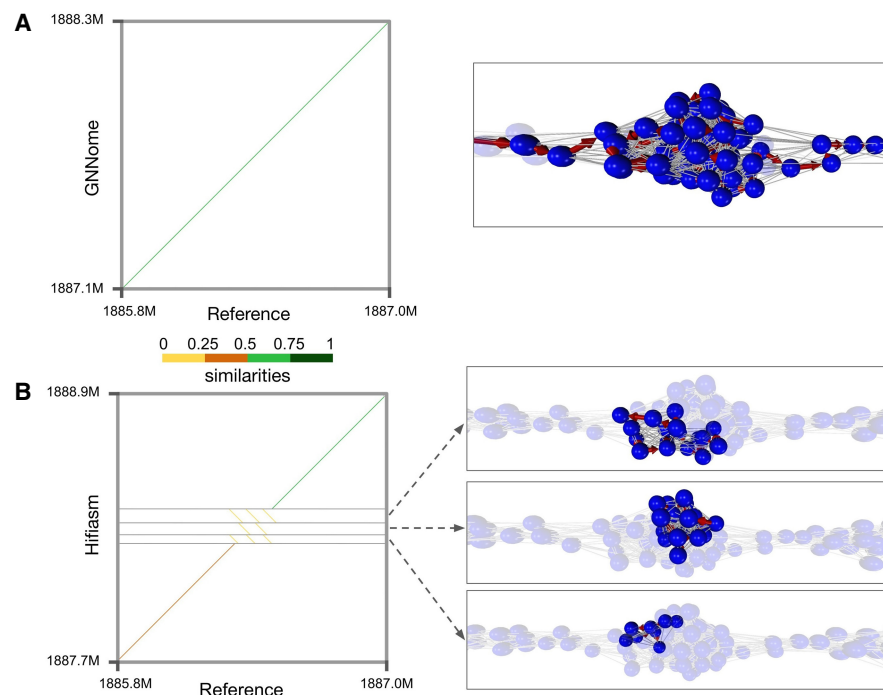 A
1888.3M
GNNome
1887.1M
1885.8M
Reference
1887.0M
0 0.25 0.5 0.75 1
similarities
B
1888.9M
Hifiasm
1887.7M
1885.8M
Reference
1887.0M